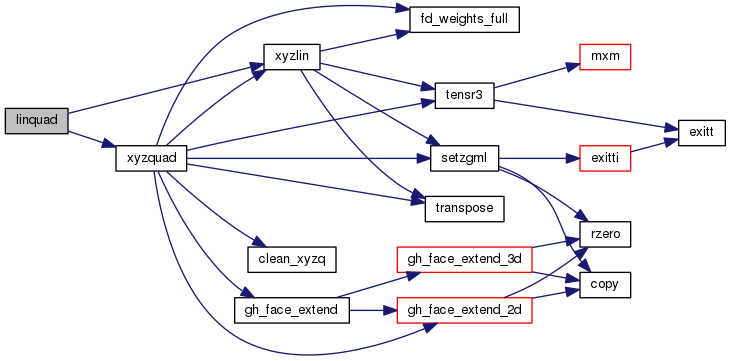 fd_weights_full
xyzlin
mxm
tensr3
linquad
exitt
xyzquad
setzgml
exitti
transpose
rzero
clean_xyzq
gh_face_extend_3d
copy
gh_face_extend
gh_face_extend_2d